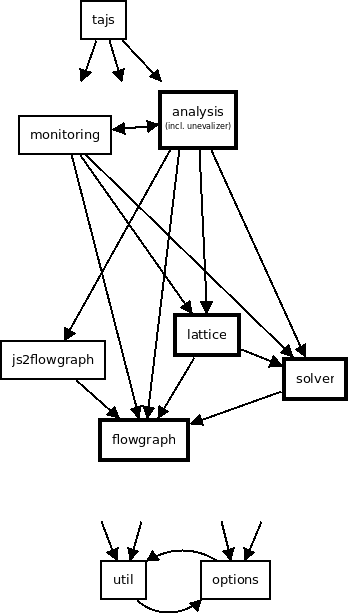 tajs
analysis
(incl. unevalizer)
monitoring
lattice
js2flowgraph
solver
flowgraph
util
options